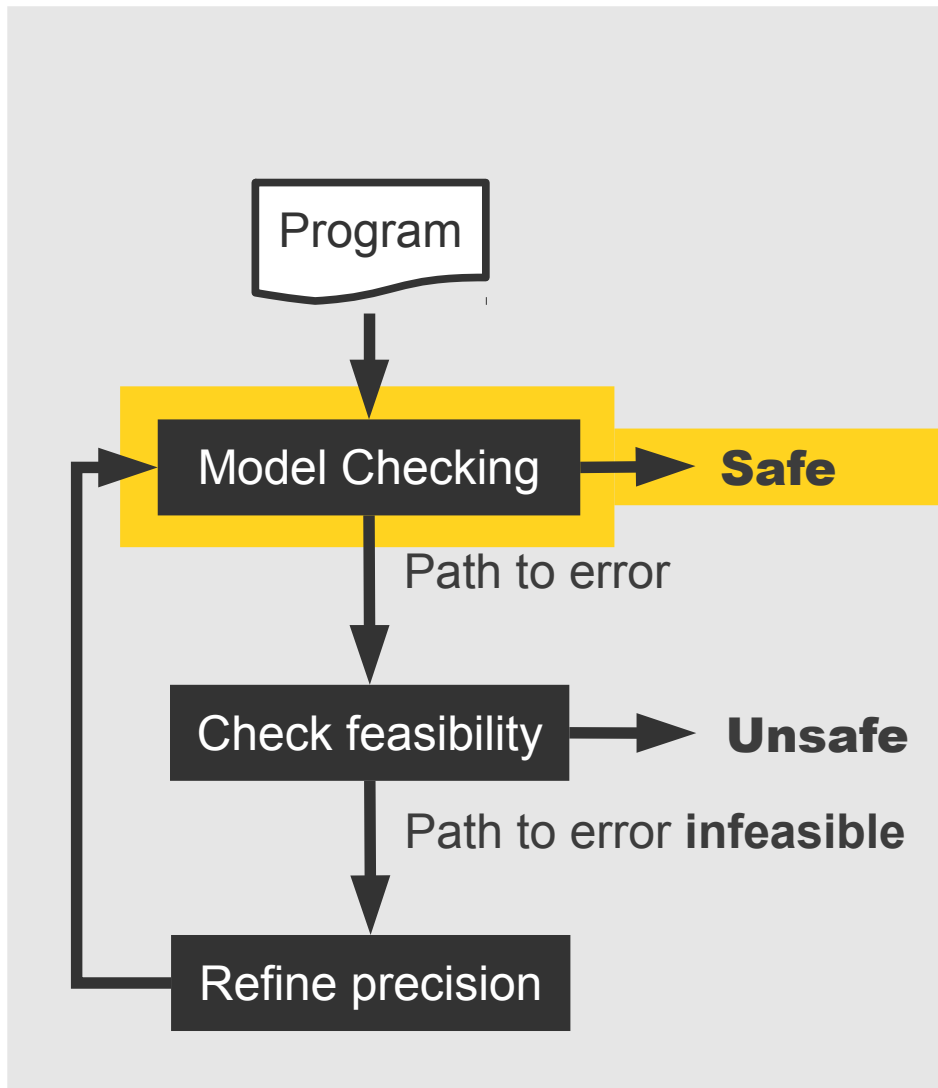 Program
Model Checking
Safe
Path to error
Check feasibility
Unsafe
Path to error infeasible
Refine precision